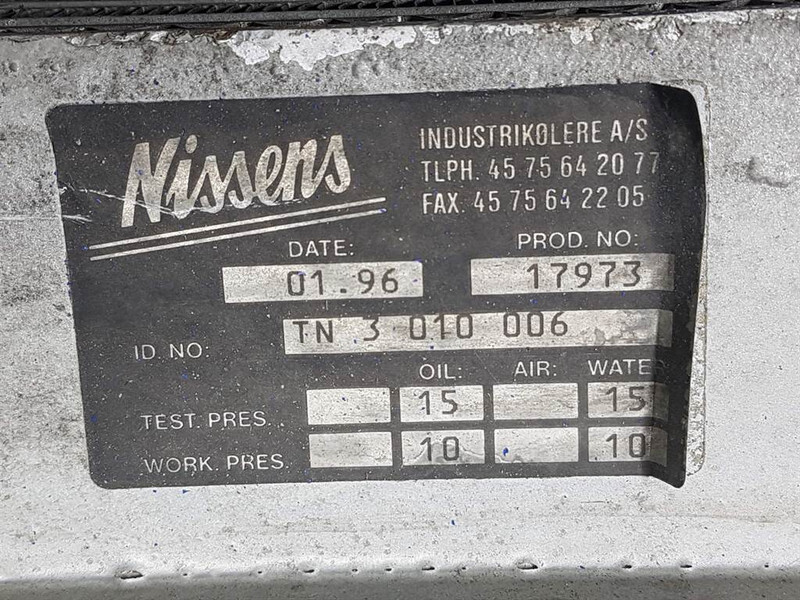 Nissens
INDUSTRIKØLERE A/S
TLPH. 45 75 64 20 77
FAX. 45 75 64 22 05
DATE: PROD. NO:
01.96 17973
ID. NO: TN 3 010 006
OIL: AIR: WATE
TEST. PRES. 15 15
WORK. PRES. 10 10